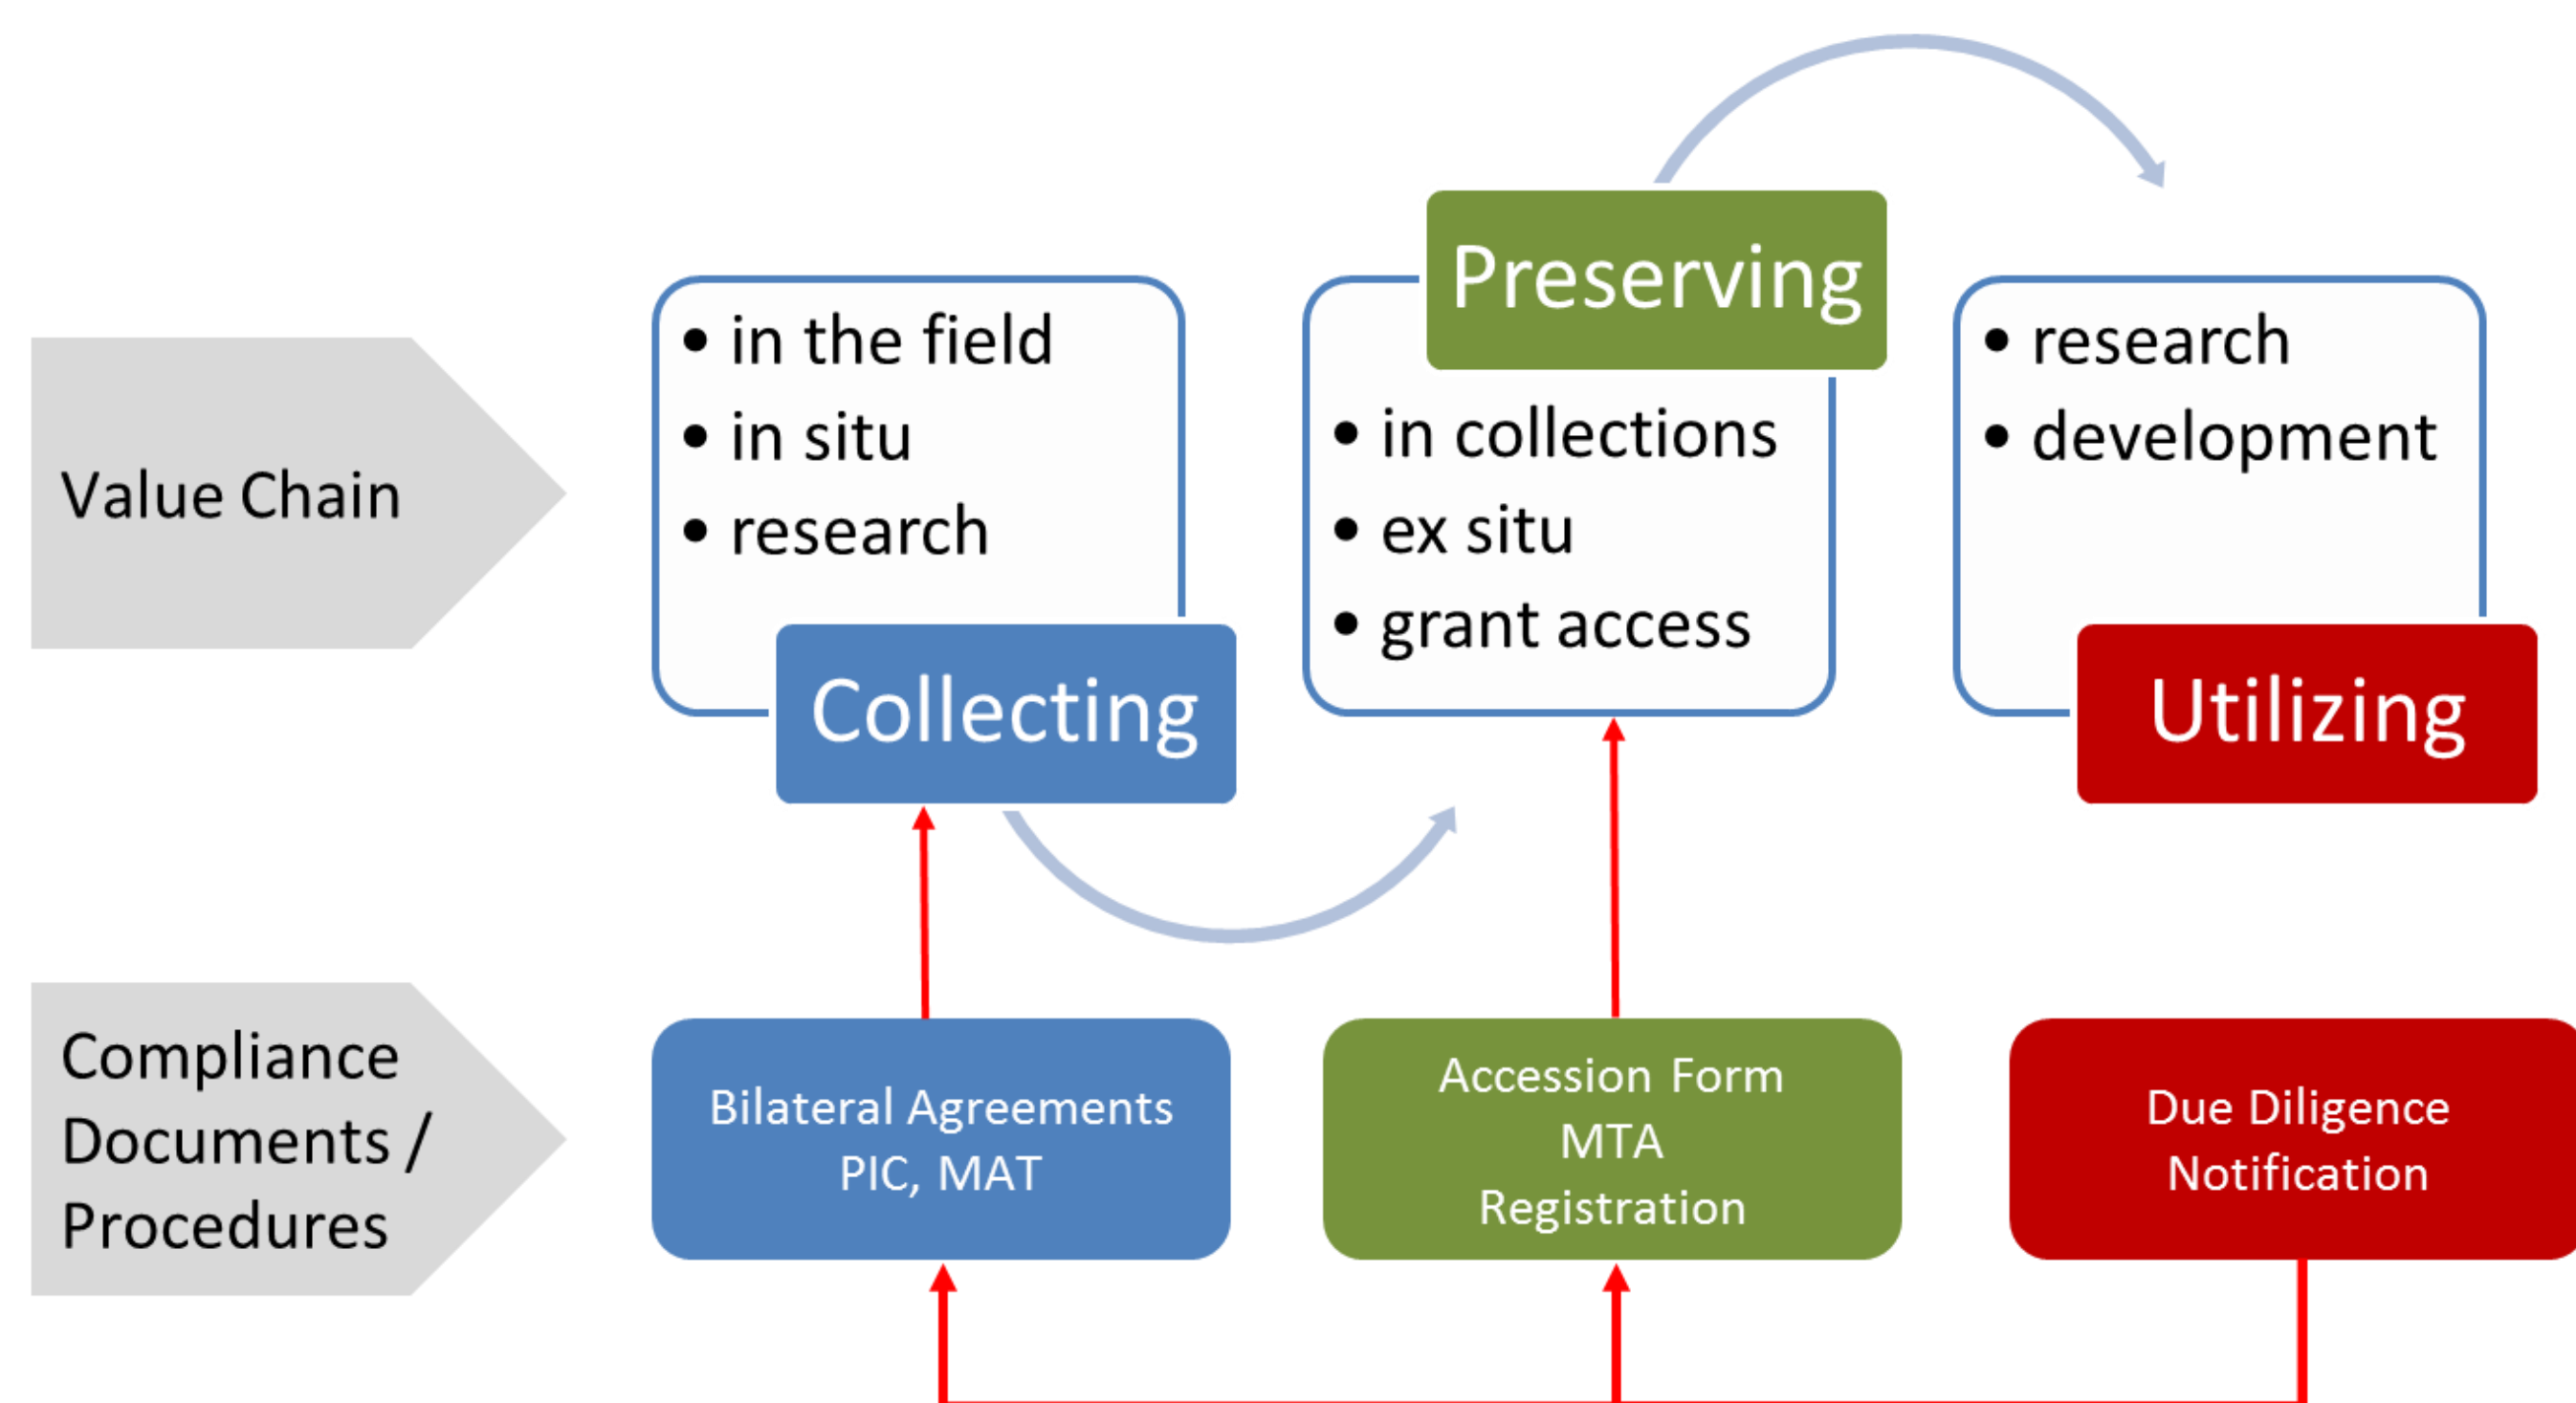 Value Chain
• in the field
• in situ
• research
Collecting
Preserving
• in collections
• ex situ
• grant access
• research
• development
Utilizing
Compliance
Documents /
Procedures
Bilateral Agreements
PIC, MAT
Accession Form
MTA
Registration
Due Diligence
Notification